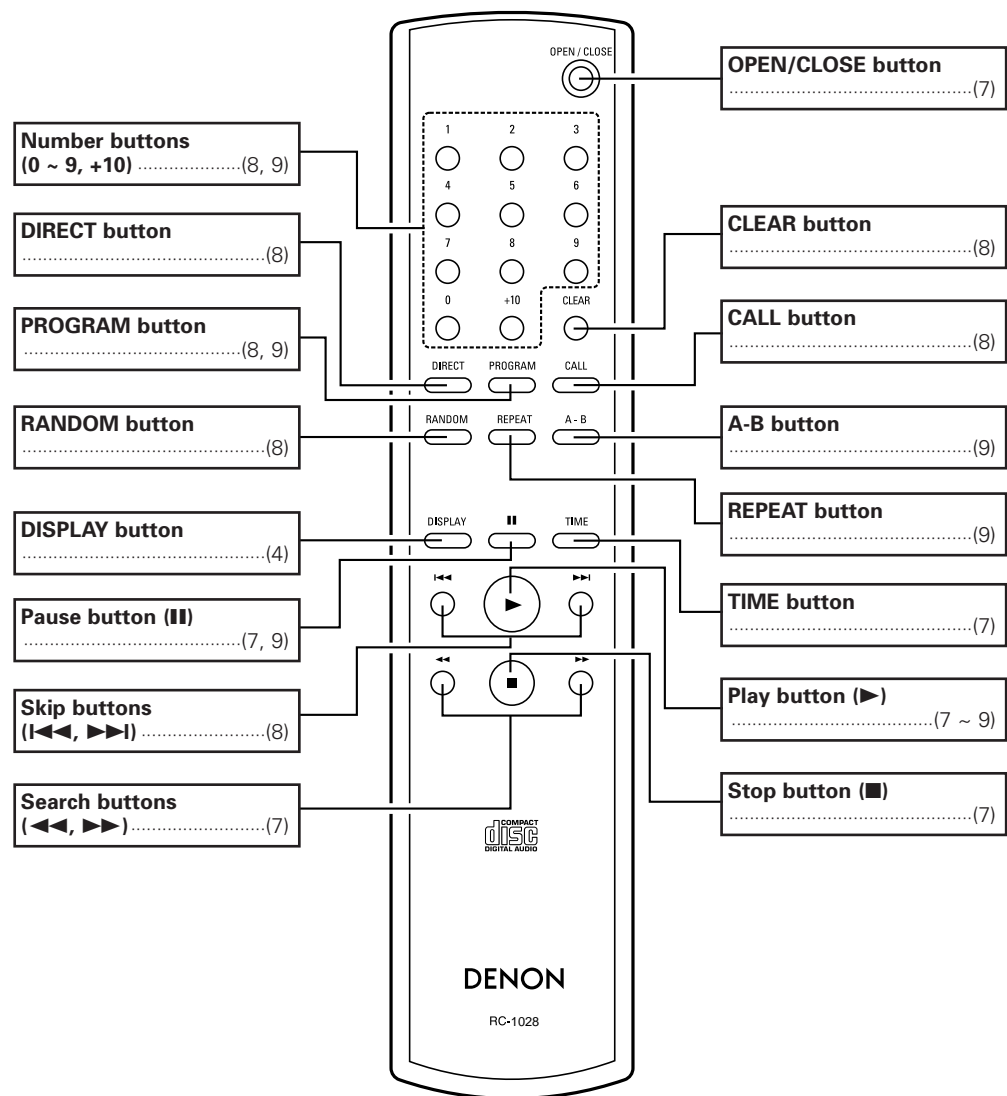 OPEN / CLOSE
1 2 3
4 5 6
7 8 9
0 +10 CLEAR
DIRECT PROGRAM CALL
RANDOM REPEAT A - B
DISPLAY ▮▮ TIME
I◀◀ ▶ ▶▶I
◀◀ ■ ▶▶
COMPACT
disc
DIGITAL AUDIO
DENON
RC-1028
Number buttons
(0 ~ 9, +10) ....................(8, 9)
DIRECT button
...............................................(8)
PROGRAM button
...........................................(8, 9)
RANDOM button
...............................................(8)
DISPLAY button
...............................................(4)
Pause button (▮▮)
..........................................(7, 9)
Skip buttons
(I◀◀, ▶▶I) ........................(8)
Search buttons
(◀◀, ▶▶) ..........................(7)
OPEN/CLOSE button
...............................................(7)
CLEAR button
...............................................(8)
CALL button
...............................................(8)
A-B button
...............................................(9)
REPEAT button
...............................................(9)
TIME button
...............................................(7)
Play button (▶)
.......................................(7 ~ 9)
Stop button (■)
...............................................(7)